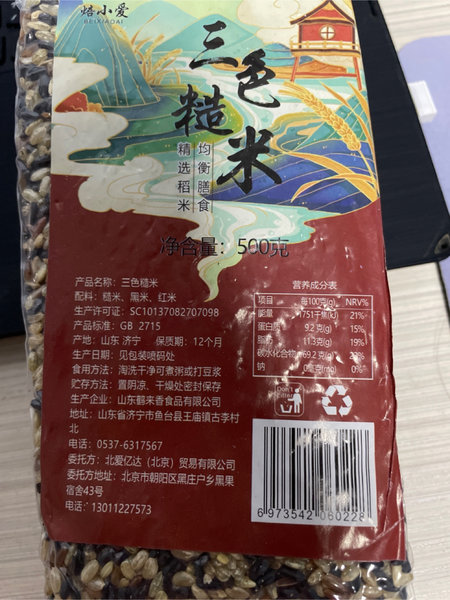 焙小爱
BEIXIAOAI
三色糙米
均衡膳食
精选稻米
净含量：500克
产品名称：三色糙米
配料：糙米、黑米、红米
生产许可证：SC10137082707098
产品标准：GB 2715
产地：山东 济宁 保质期：12个月
生产日期：见包装喷码处
食用方法：淘洗干净可煮粥或打豆浆
贮存方法：置阴凉、干燥处密封保存
生产企业：山东鹤来香食品有限公司
地址：山东省济宁市鱼台县王庙镇古李村
北
电话：0537-6317567
委托方：北爱亿达（北京）贸易有限公司
委托方地址：北京市朝阳区黑庄户乡黑果
宿舍43号
电话：13011227573
营养成分表
项目 每100克(g) NRV%
能量 1751千焦(kJ) 21%
蛋白质 9.2克(g) 15%
脂肪 11.3克(g) 19%
碳水化合物 69.2克(g) 23%
钠 0毫克(mg) 0%
Don't Litter
6 973542 060228